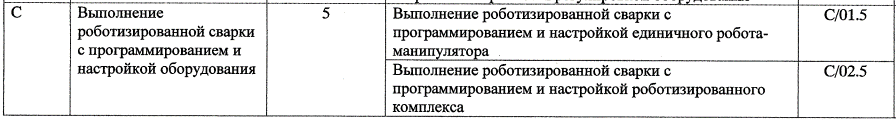 С
Выполнение
роботизированной сварки
с программированием и
настройкой оборудования
5
Выполнение роботизированной сварки с
программированием и настройкой единичного робота-
манипулятора
С/01.5
Выполнение роботизированной сварки с
программированием и настройкой роботизированного
комплекса
С/02.5